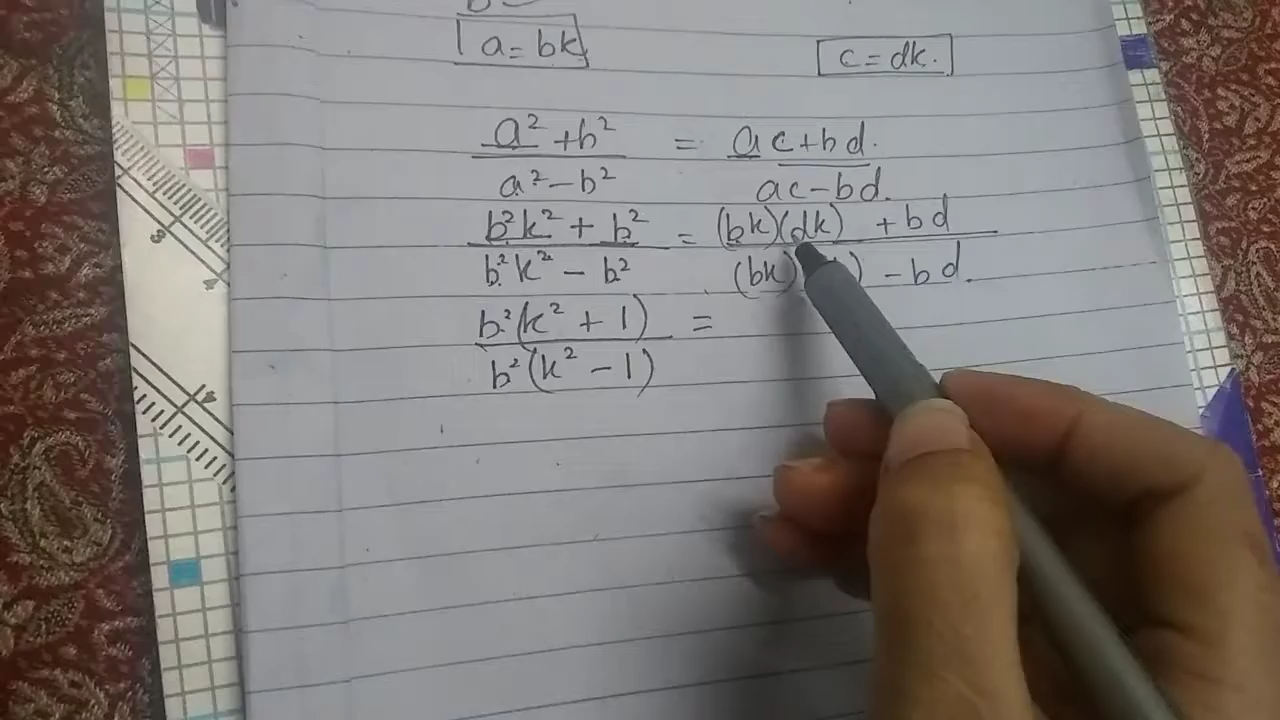 a = bk
c = dk.
a² + b² = ac + bd.
a² - b² ac - bd.
b²k² + b² = (bk)(dk) + bd
b²k² - b² (bk) - bd.
b²(k² + 1) =
b²(k² - 1)